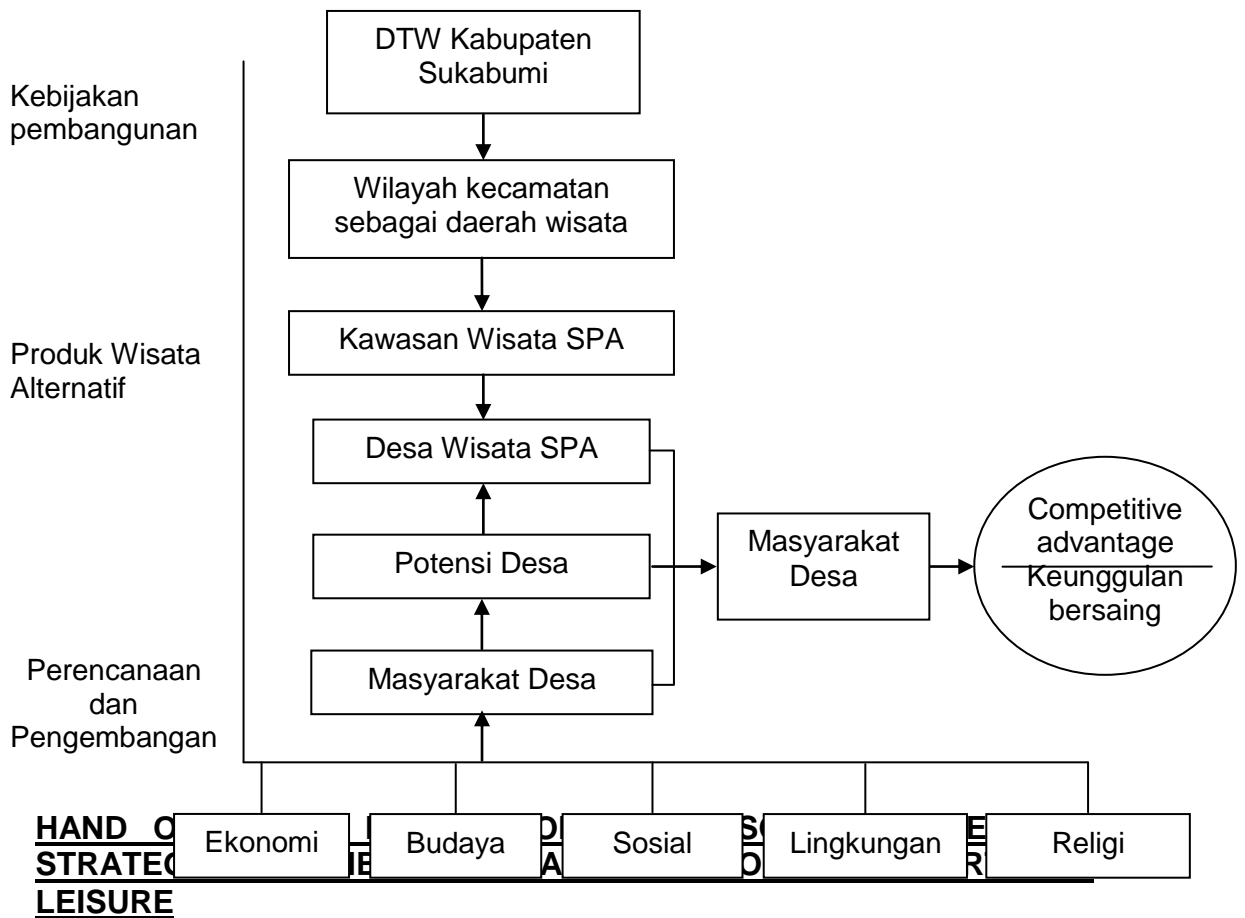 DTW Kabupaten
Sukabumi
Kebijakan
pembangunan
Wilayah kecamatan
sebagai daerah wisata
Kawasan Wisata SPA
Produk Wisata
Alternatif
Desa Wisata SPA
Potensi Desa
Masyarakat
Desa
Competitive
advantage
Keunggulan
bersaing
Perencanaan
dan
Pengembangan
Masyarakat Desa
Ekonomi
Budaya
Sosial
Lingkungan
Religi
HAND
LEISURE